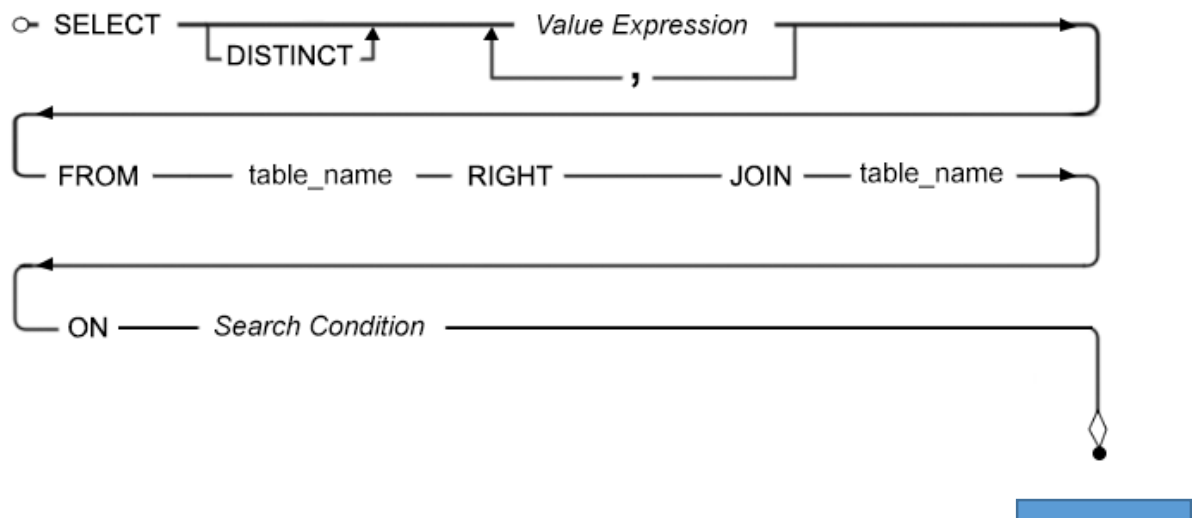 SELECT Value Expression
DISTINCT
,
FROM table_name RIGHT JOIN table_name
ON Search Condition